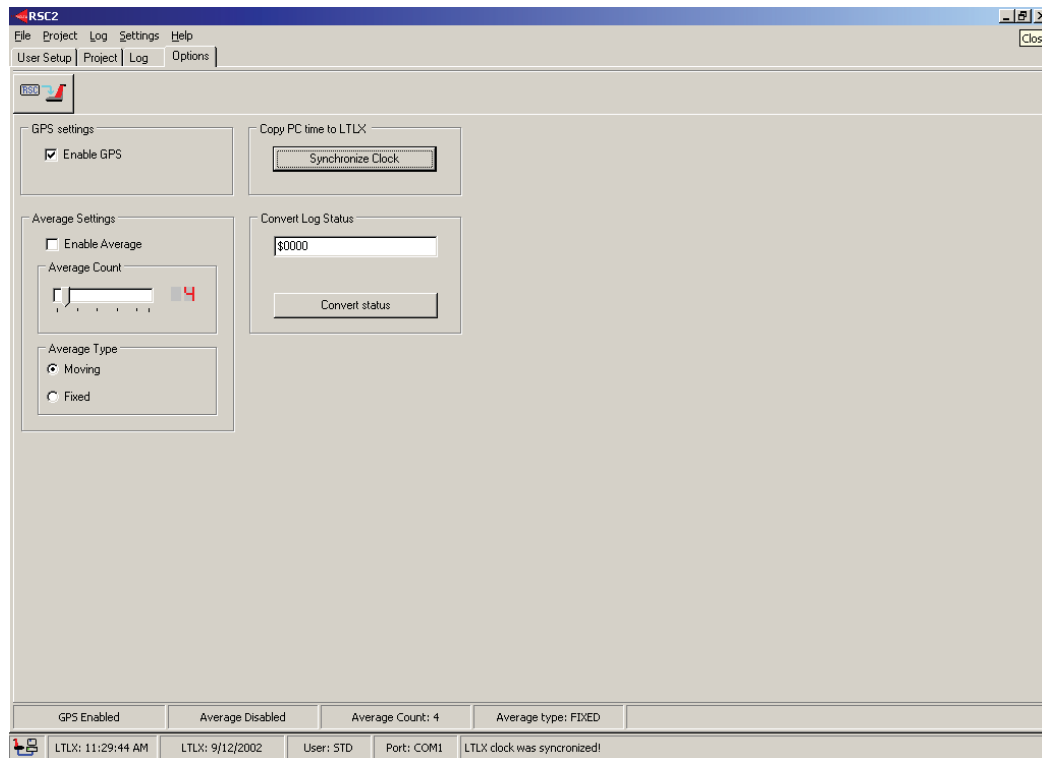 RSC2
File Project Log Settings Help
Clos
User Setup Project Log Options
RSC
GPS settings
Enable GPS
Copy PC time to LTLX
Synchronize Clock
Average Settings
Enable Average
Average Count
4
Average Type
Moving
Fixed
Convert Log Status
$0000
Convert status
GPS Enabled Average Disabled Average Count: 4 Average type: FIXED
LTLX: 11:29:44 AM LTLX: 9/12/2002 User: STD Port: COM1 LTLX clock was syncronized!